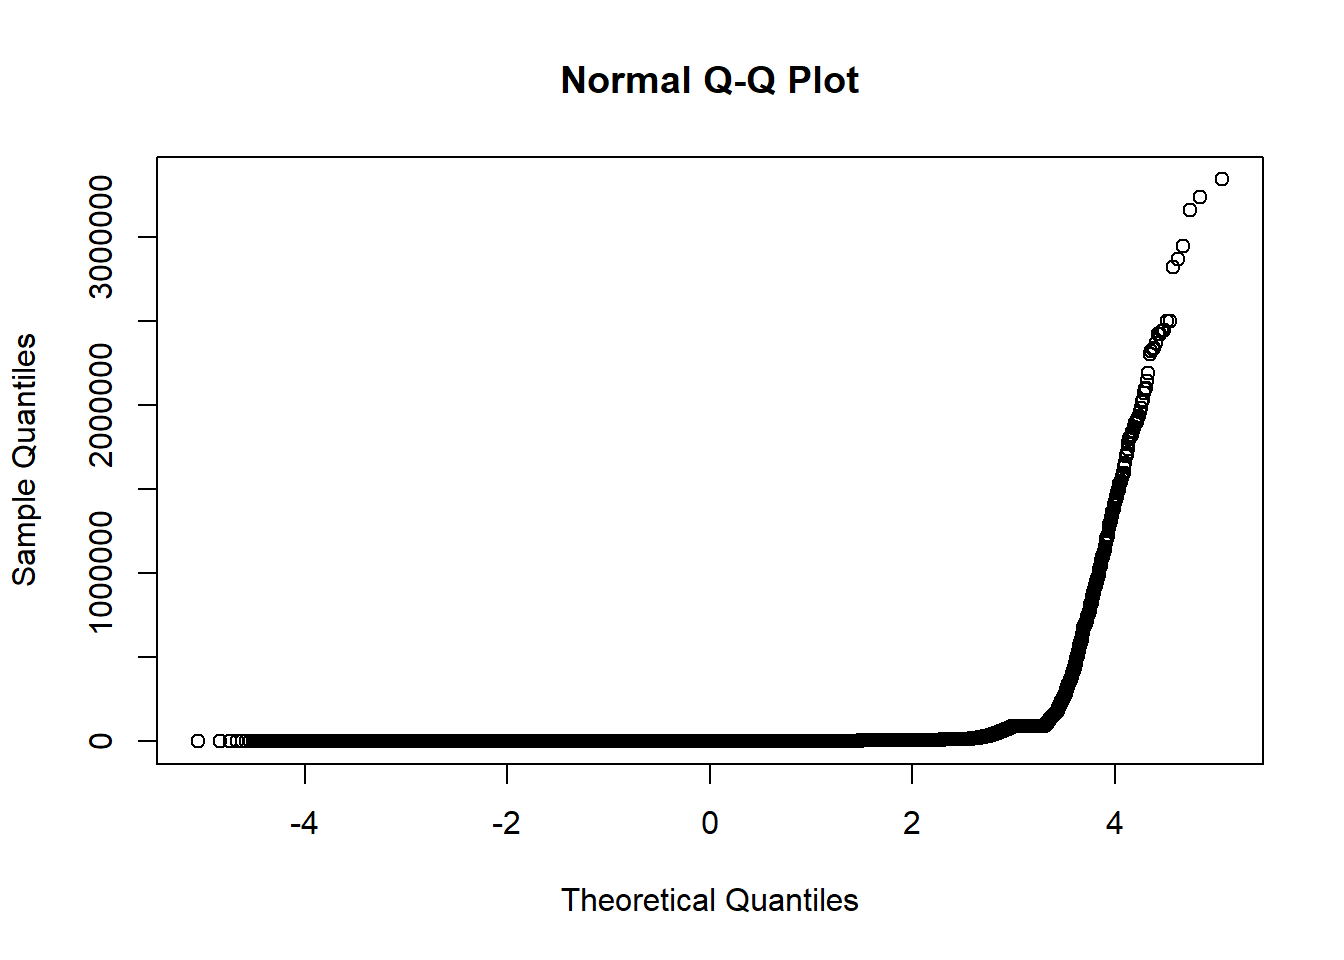 Normal Q-Q Plot
Sample Quantiles
3000000
2000000
1000000
0
-4 -2 0 2 4
Theoretical Quantiles